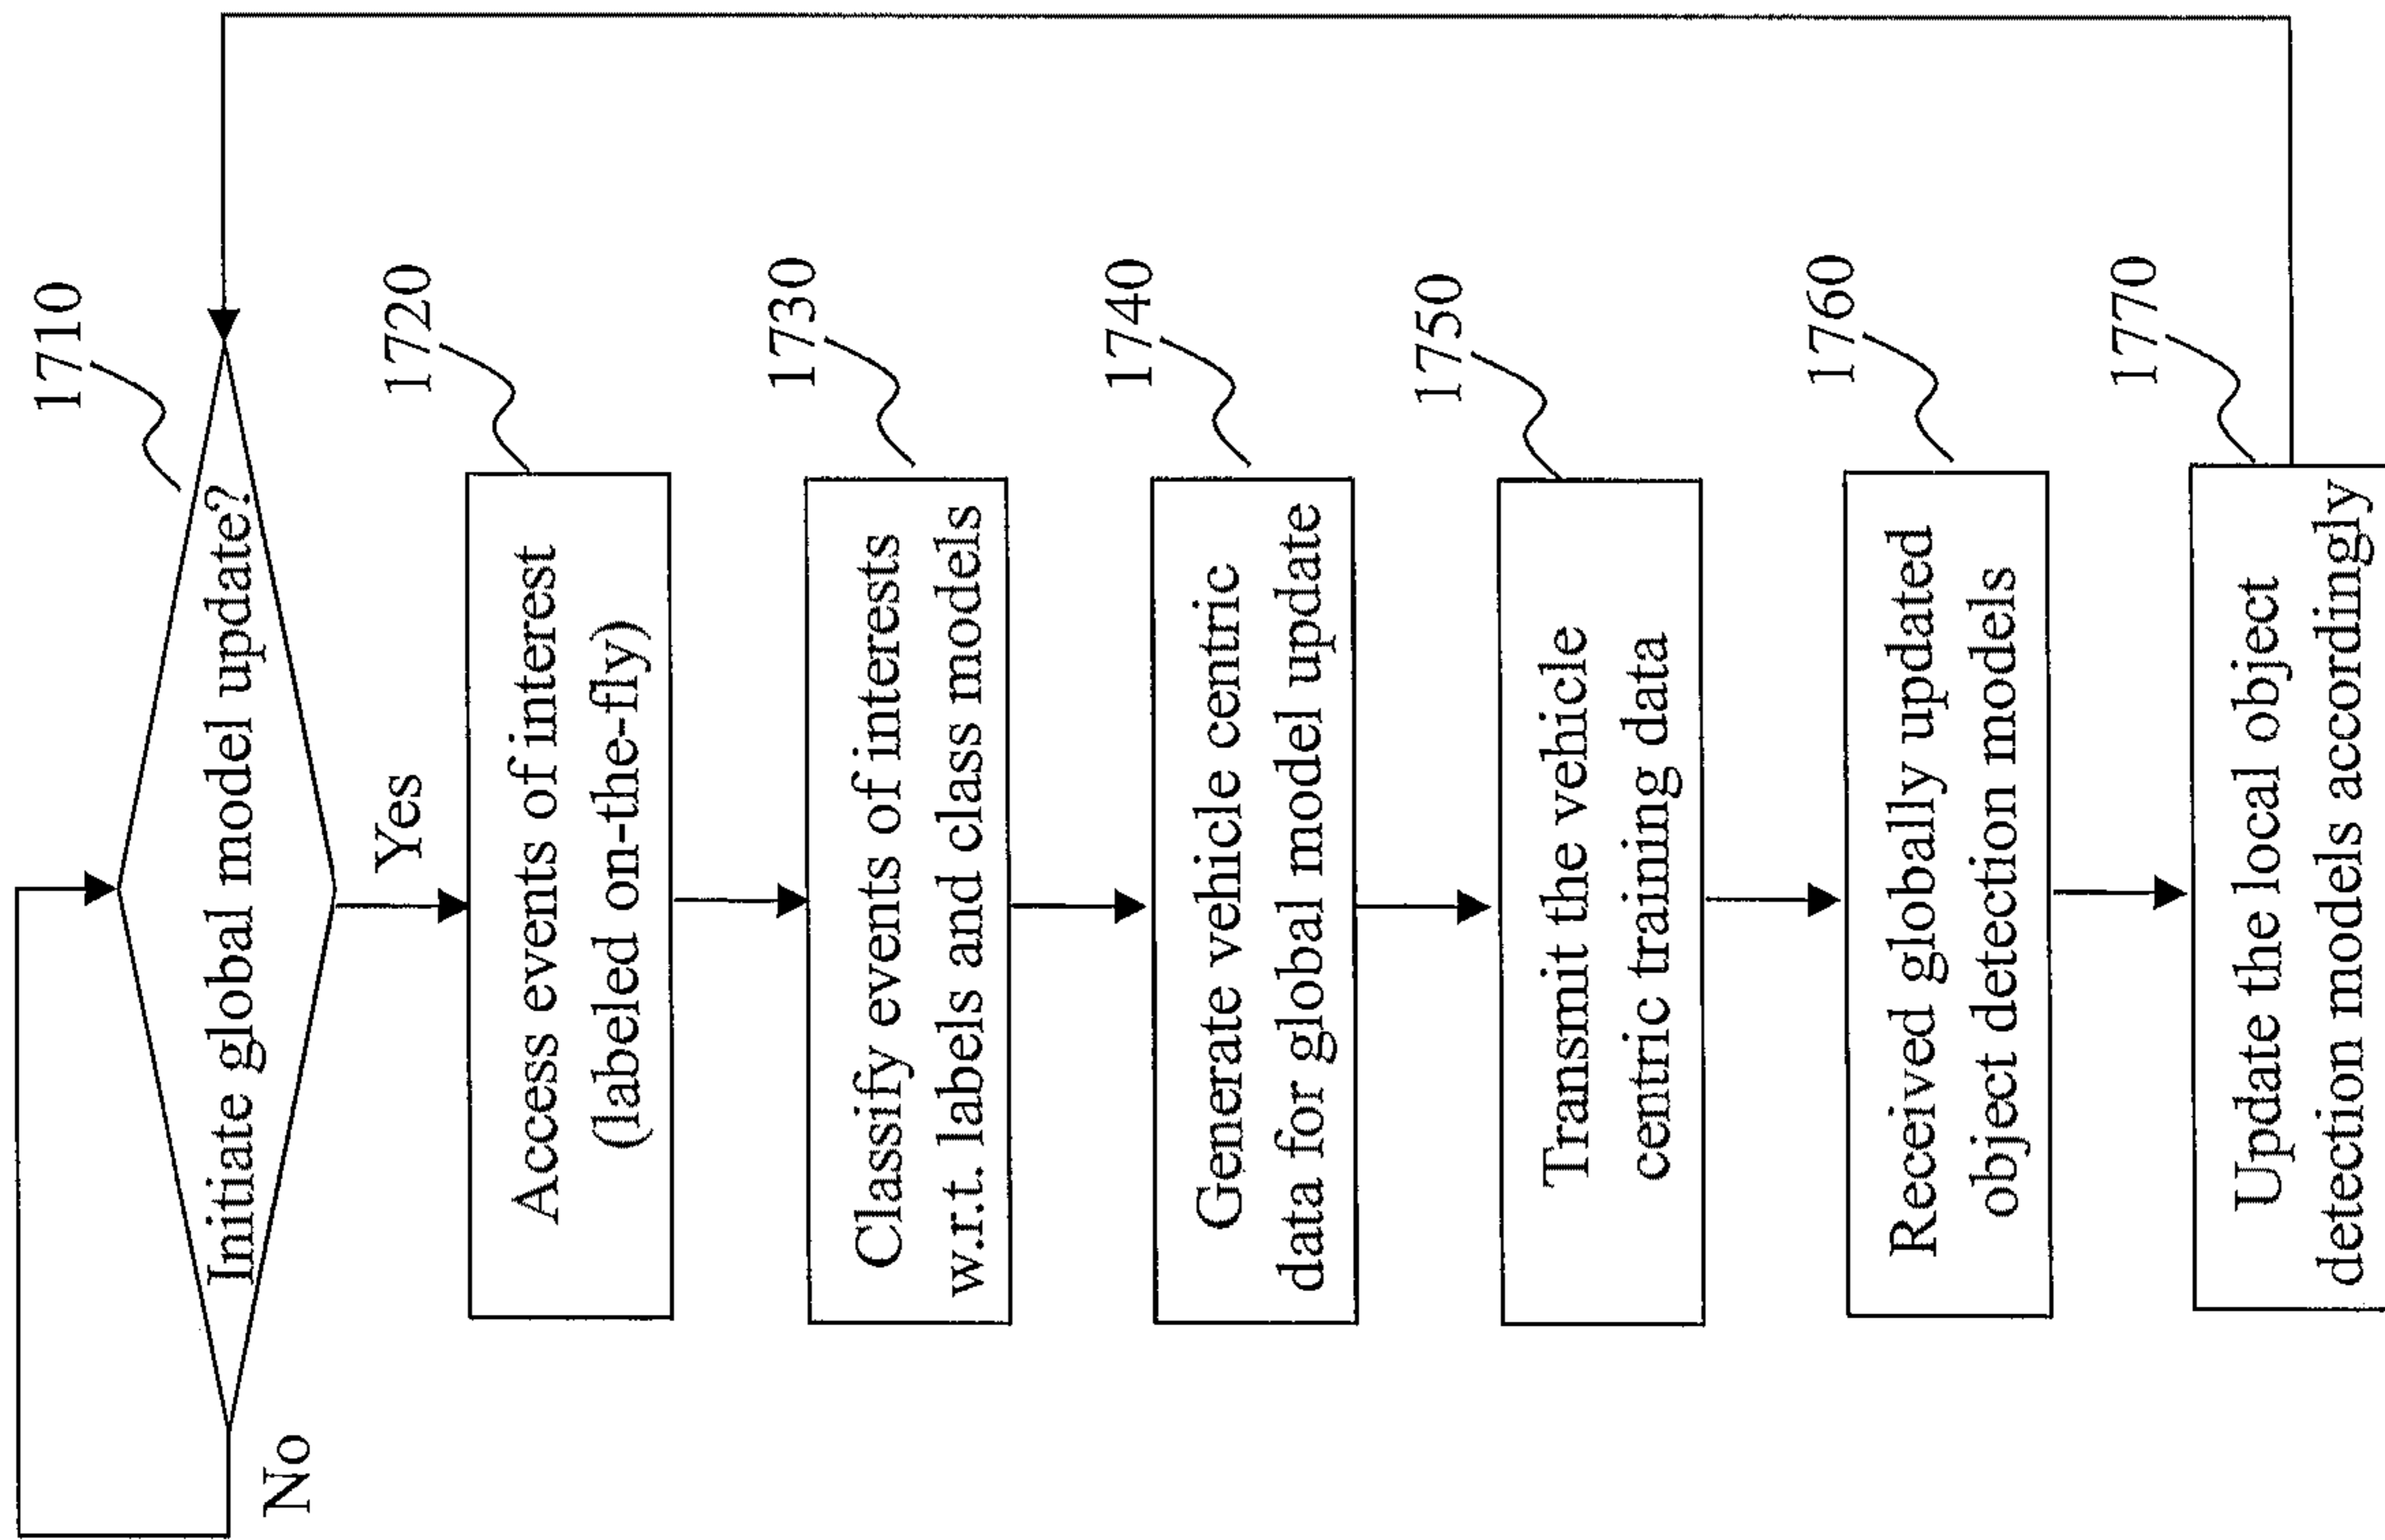 1710
Initiate global model update?
No
Yes
1720
Access events of interest
(labeled on-the-fly)
1730
Classify events of interests
w.r.t. labels and class models
1740
Generate vehicle centric
data for global model update
1750
Transmit the vehicle
centric training data
1760
Received globally updated
object detection models
1770
Update the local object
detection models accordingly